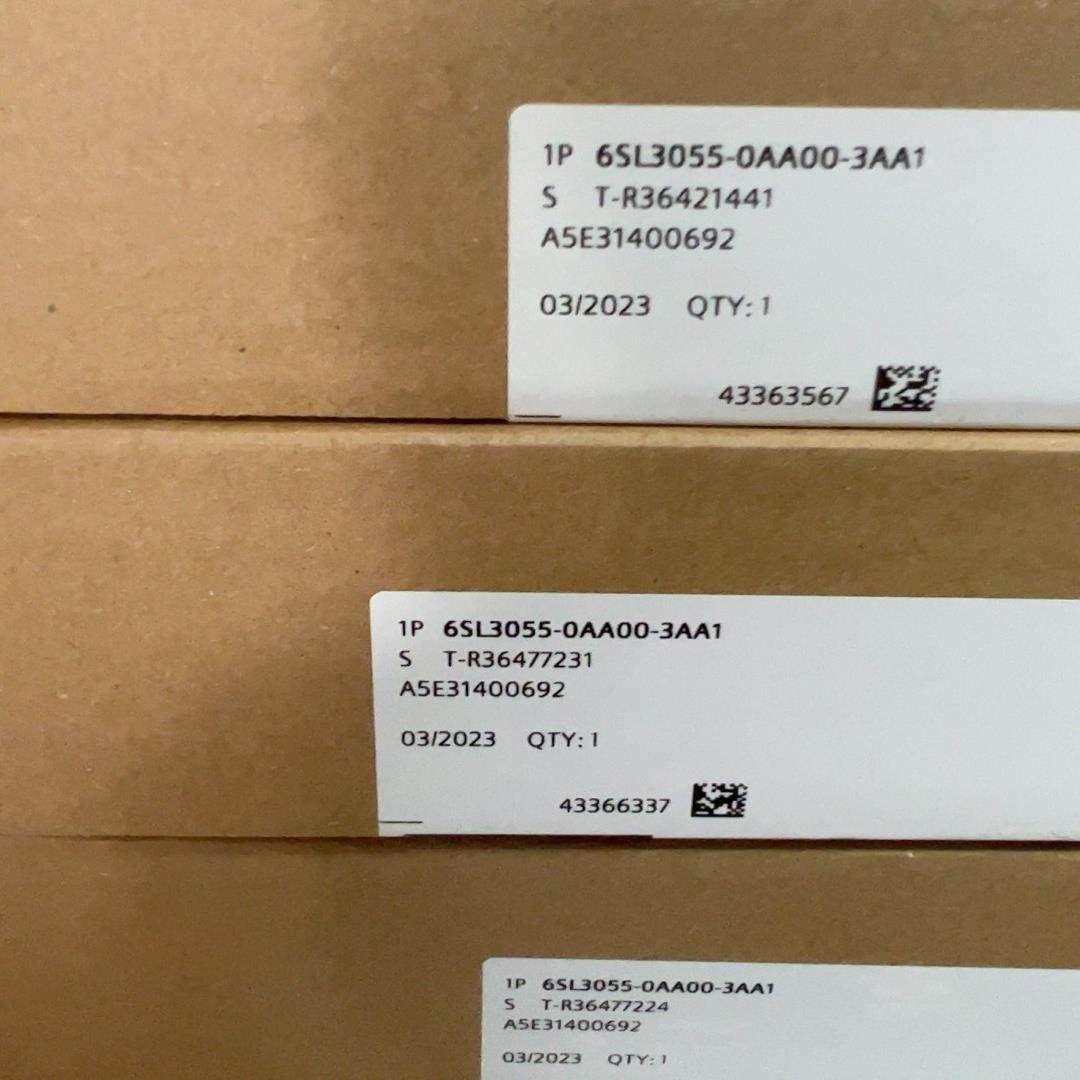 1P 6SL3055-0AA00-3AA1
S T-R36421441
A5E31400692
03/2023 QTY: 1
43363567
1P 6SL3055-0AA00-3AA1
S T-R36477231
A5E31400692
03/2023 QTY: 1
43366337
1P 6SL3055-0AA00-3AA1
S T-R36477224
A5E31400692
03/2023 QTY: 1